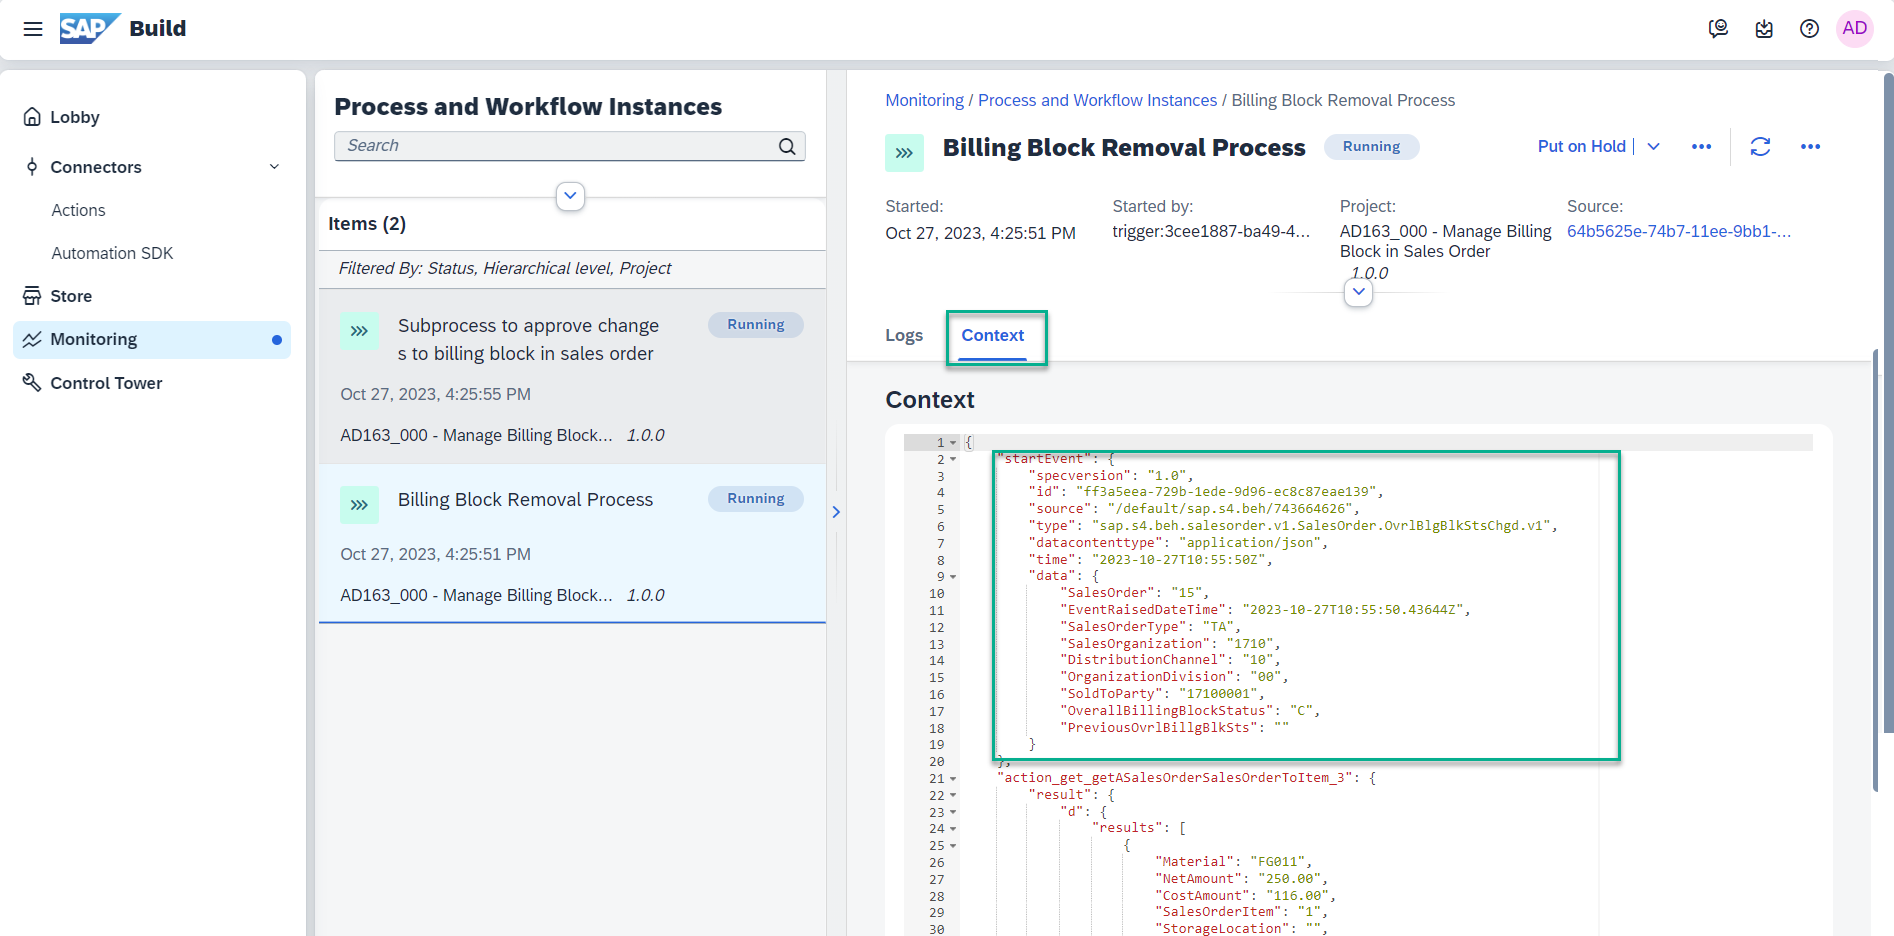 SAP Build
AD
Lobby
Connectors
Actions
Automation SDK
Store
Monitoring
Control Tower
Process and Workflow Instances
Search
Items (2)
Filtered By: Status, Hierarchical level, Project
Subprocess to approve change
s to billing block in sales order
Running
Oct 27, 2023, 4:25:55 PM
AD163_000 - Manage Billing Block... 1.0.0
Billing Block Removal Process
Running
Oct 27, 2023, 4:25:51 PM
AD163_000 - Manage Billing Block... 1.0.0
Monitoring / Process and Workflow Instances / Billing Block Removal Process
Billing Block Removal Process
Running
Put on Hold
Started:
Oct 27, 2023, 4:25:51 PM
Started by:
trigger:3cee1887-ba49-4...
Project:
AD163_000 - Manage Billing
Block in Sales Order
1.0.0
Source:
64b5625e-74b7-11ee-9bb1-...
Logs
Context
Context
1 {
2 "startEvent": {
3 "specversion": "1.0",
4 "id": "ff3a5eea-729b-1ede-9d96-ec8c87eae139",
5 "source": "/default/sap.s4.beh/743664626",
6 "type": "sap.s4.beh.salesorder.v1.SalesOrder.OvrlBlgBlkStsChgd.v1",
7 "datacontenttype": "application/json",
8 "time": "2023-10-27T10:55:50Z",
9 "data": {
10 "SalesOrder": "15",
11 "EventRaisedDateTime": "2023-10-27T10:55:50.43644Z",
12 "SalesOrderType": "TA",
13 "SalesOrganization": "1710",
14 "DistributionChannel": "10",
15 "OrganizationDivision": "00",
16 "SoldToParty": "17100001",
17 "OverallBillingBlockStatus": "C",
18 "PreviousOvrlBillgBlkSts": ""
19 }
20 },
21 "action_get_getASalesOrderSalesOrderToItem_3": {
22 "result": {
23 "d": {
24 "results": [
25 {
26 "Material": "FG011",
27 "NetAmount": "250.00",
28 "CostAmount": "116.00",
29 "SalesOrderItem": "1",
30 "StorageLocation": "",